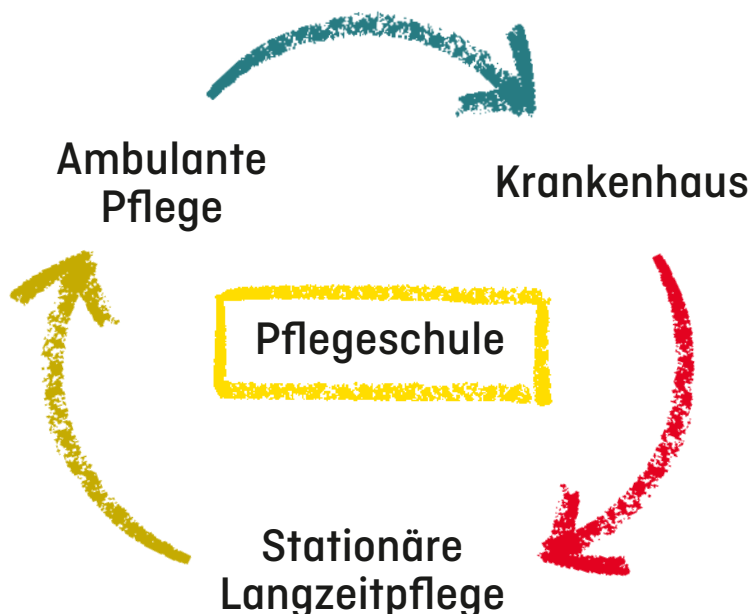 Ambulante
Pflege
Krankenhaus
Pflegeschule
Stationäre
Langzeitpflege